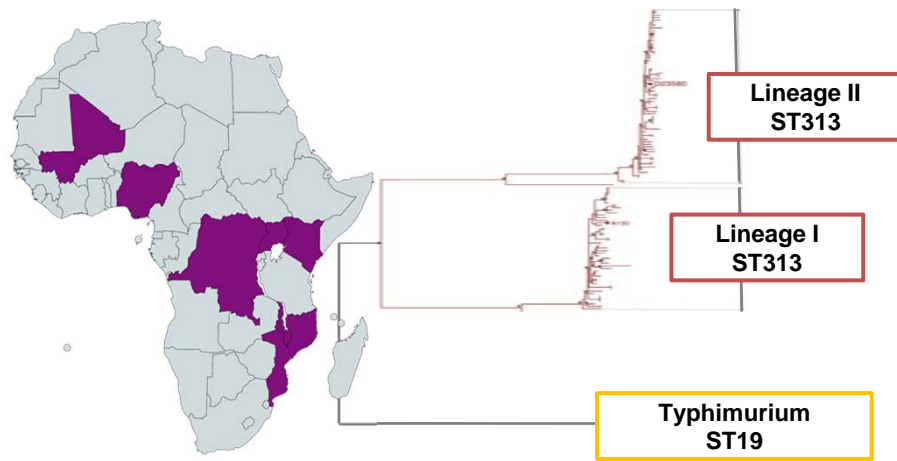 Lineage II
ST313
Lineage I
ST313
Typhimurium
ST19